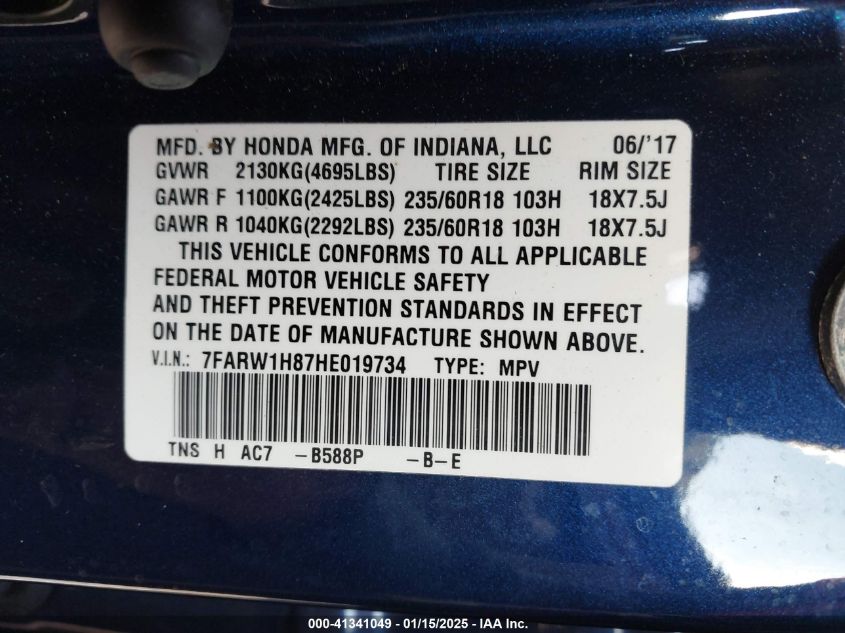 MFD. BY HONDA MFG. OF INDIANA, LLC 06/'17
GVWR 2130KG(4695LBS) TIRE SIZE RIM SIZE
GAWR F 1100KG(2425LBS) 235/60R18 103H 18X7.5J
GAWR R 1040KG(2292LBS) 235/60R18 103H 18X7.5J
THIS VEHICLE CONFORMS TO ALL APPLICABLE
FEDERAL MOTOR VEHICLE SAFETY
AND THEFT PREVENTION STANDARDS IN EFFECT
ON THE DATE OF MANUFACTURE SHOWN ABOVE.
V.I.N.: 7FARW1H87HE019734 TYPE: MPV
TNS H AC7 -B588P -B-E
000-41341049 - 01/15/2025 - © IAA Inc.